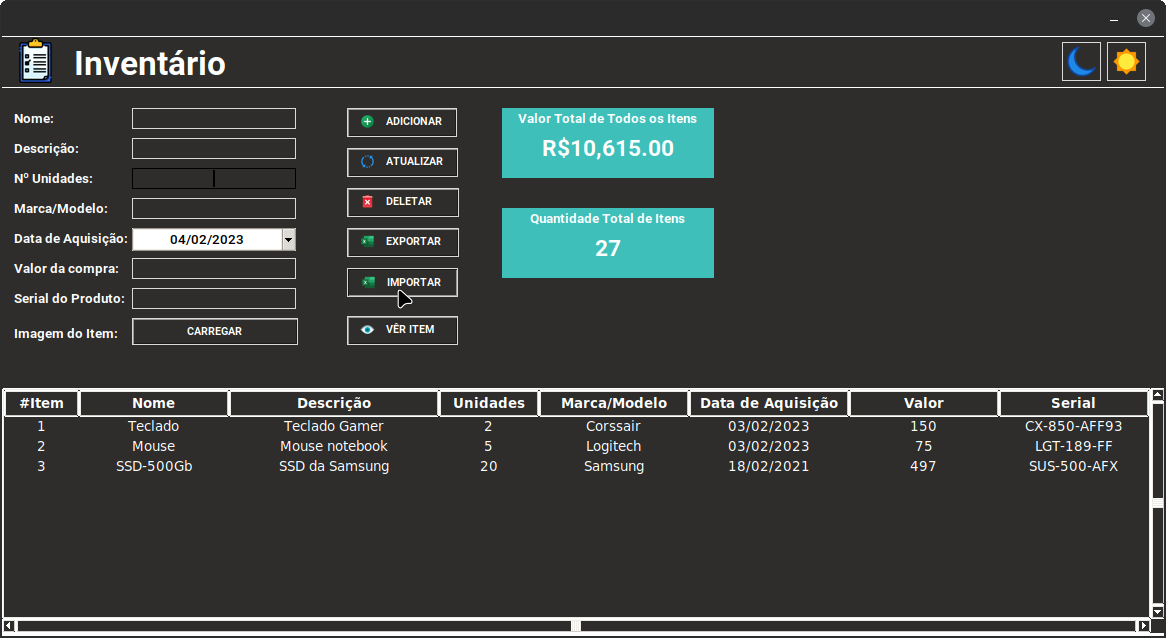 Inventário
Nome:
Descrição:
Nº Unidades:
Marca/Modelo:
Data de Aquisição: 04/02/2023
Valor da compra:
Serial do Produto:
Imagem do Item: CARREGAR
ADICIONAR
ATUALIZAR
DELETAR
EXPORTAR
IMPORTAR
VÊR ITEM
Valor Total de Todos os Itens
R$10,615.00
Quantidade Total de Itens
27
#Item Nome Descrição Unidades Marca/Modelo Data de Aquisição Valor Serial
1 Teclado Teclado Gamer 2 Corssair 03/02/2023 150 CX-850-AFF93
2 Mouse Mouse notebook 5 Logitech 03/02/2023 75 LGT-189-FF
3 SSD-500Gb SSD da Samsung 20 Samsung 18/02/2021 497 SUS-500-AFX